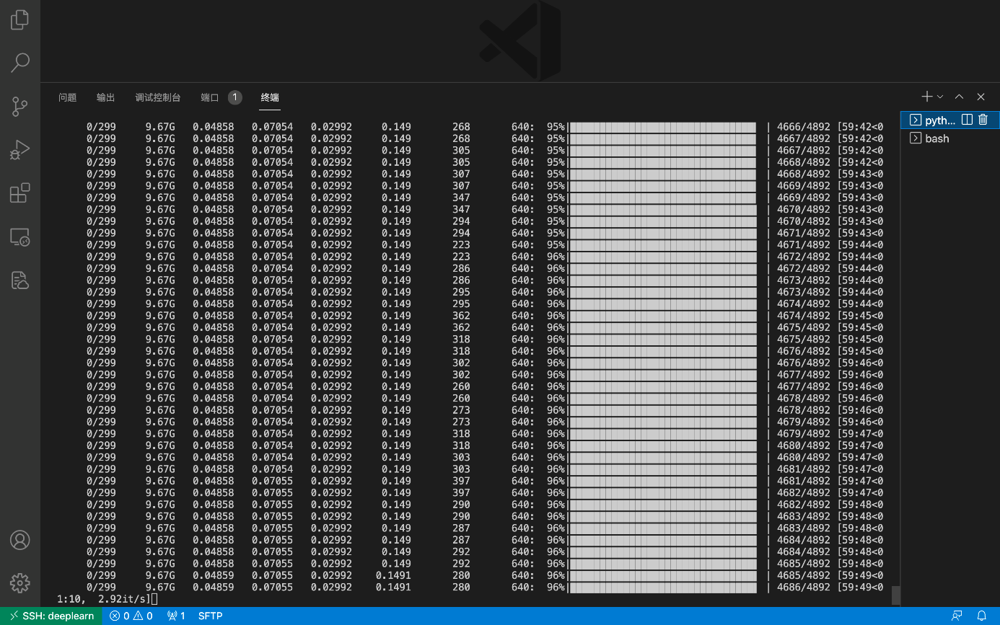 问题 输出 调试控制台 端口 1 终端
pyth...
bash
0/299 9.67G 0.04858 0.07054 0.02992 0.149 268 640: 95%| | 4666/4892 [59:42<0
0/299 9.67G 0.04858 0.07054 0.02992 0.149 268 640: 95%| | 4667/4892 [59:42<0
0/299 9.67G 0.04858 0.07054 0.02992 0.149 305 640: 95%| | 4667/4892 [59:42<0
0/299 9.67G 0.04858 0.07054 0.02992 0.149 305 640: 95%| | 4668/4892 [59:42<0
0/299 9.67G 0.04858 0.07054 0.02992 0.149 307 640: 95%| | 4668/4892 [59:43<0
0/299 9.67G 0.04858 0.07054 0.02992 0.149 307 640: 95%| | 4669/4892 [59:43<0
0/299 9.67G 0.04858 0.07054 0.02992 0.149 347 640: 95%| | 4669/4892 [59:43<0
0/299 9.67G 0.04858 0.07054 0.02992 0.149 347 640: 95%| | 4670/4892 [59:43<0
0/299 9.67G 0.04858 0.07054 0.02992 0.149 294 640: 95%| | 4670/4892 [59:43<0
0/299 9.67G 0.04858 0.07054 0.02992 0.149 294 640: 95%| | 4671/4892 [59:43<0
0/299 9.67G 0.04858 0.07054 0.02992 0.149 223 640: 95%| | 4671/4892 [59:44<0
0/299 9.67G 0.04858 0.07054 0.02992 0.149 223 640: 96%| | 4672/4892 [59:44<0
0/299 9.67G 0.04858 0.07054 0.02992 0.149 286 640: 96%| | 4672/4892 [59:44<0
0/299 9.67G 0.04858 0.07054 0.02992 0.149 286 640: 96%| | 4673/4892 [59:44<0
0/299 9.67G 0.04858 0.07054 0.02992 0.149 295 640: 96%| | 4673/4892 [59:44<0
0/299 9.67G 0.04858 0.07054 0.02992 0.149 295 640: 96%| | 4674/4892 [59:44<0
0/299 9.67G 0.04858 0.07054 0.02992 0.149 362 640: 96%| | 4674/4892 [59:45<0
0/299 9.67G 0.04858 0.07054 0.02992 0.149 362 640: 96%| | 4675/4892 [59:45<0
0/299 9.67G 0.04858 0.07054 0.02992 0.149 318 640: 96%| | 4675/4892 [59:45<0
0/299 9.67G 0.04858 0.07054 0.02992 0.149 318 640: 96%| | 4676/4892 [59:45<0
0/299 9.67G 0.04858 0.07054 0.02992 0.149 302 640: 96%| | 4676/4892 [59:46<0
0/299 9.67G 0.04858 0.07054 0.02992 0.149 302 640: 96%| | 4677/4892 [59:46<0
0/299 9.67G 0.04858 0.07054 0.02992 0.149 260 640: 96%| | 4677/4892 [59:46<0
0/299 9.67G 0.04858 0.07054 0.02992 0.149 260 640: 96%| | 4678/4892 [59:46<0
0/299 9.67G 0.04858 0.07054 0.02992 0.149 273 640: 96%| | 4678/4892 [59:46<0
0/299 9.67G 0.04858 0.07054 0.02992 0.149 273 640: 96%| | 4679/4892 [59:46<0
0/299 9.67G 0.04858 0.07054 0.02992 0.149 318 640: 96%| | 4679/4892 [59:47<0
0/299 9.67G 0.04858 0.07054 0.02992 0.149 318 640: 96%| | 4680/4892 [59:47<0
0/299 9.67G 0.04858 0.07054 0.02992 0.149 303 640: 96%| | 4680/4892 [59:47<0
0/299 9.67G 0.04858 0.07054 0.02992 0.149 303 640: 96%| | 4681/4892 [59:47<0
0/299 9.67G 0.04858 0.07055 0.02992 0.149 397 640: 96%| | 4681/4892 [59:47<0
0/299 9.67G 0.04858 0.07055 0.02992 0.149 397 640: 96%| | 4682/4892 [59:47<0
0/299 9.67G 0.04858 0.07055 0.02992 0.149 290 640: 96%| | 4682/4892 [59:48<0
0/299 9.67G 0.04858 0.07055 0.02992 0.149 290 640: 96%| | 4683/4892 [59:48<0
0/299 9.67G 0.04858 0.07055 0.02992 0.149 287 640: 96%| | 4683/4892 [59:48<0
0/299 9.67G 0.04858 0.07055 0.02992 0.149 287 640: 96%| | 4684/4892 [59:48<0
0/299 9.67G 0.04858 0.07055 0.02992 0.149 292 640: 96%| | 4684/4892 [59:48<0
0/299 9.67G 0.04858 0.07055 0.02992 0.149 292 640: 96%| | 4685/4892 [59:48<0
0/299 9.67G 0.04859 0.07055 0.02992 0.1491 280 640: 96%| | 4685/4892 [59:49<0
0/299 9.67G 0.04859 0.07055 0.02992 0.1491 280 640: 96%| | 4686/4892 [59:49<0
1:10, 2.92it/s]
SSH: deeplearn 0 0 1 SFTP